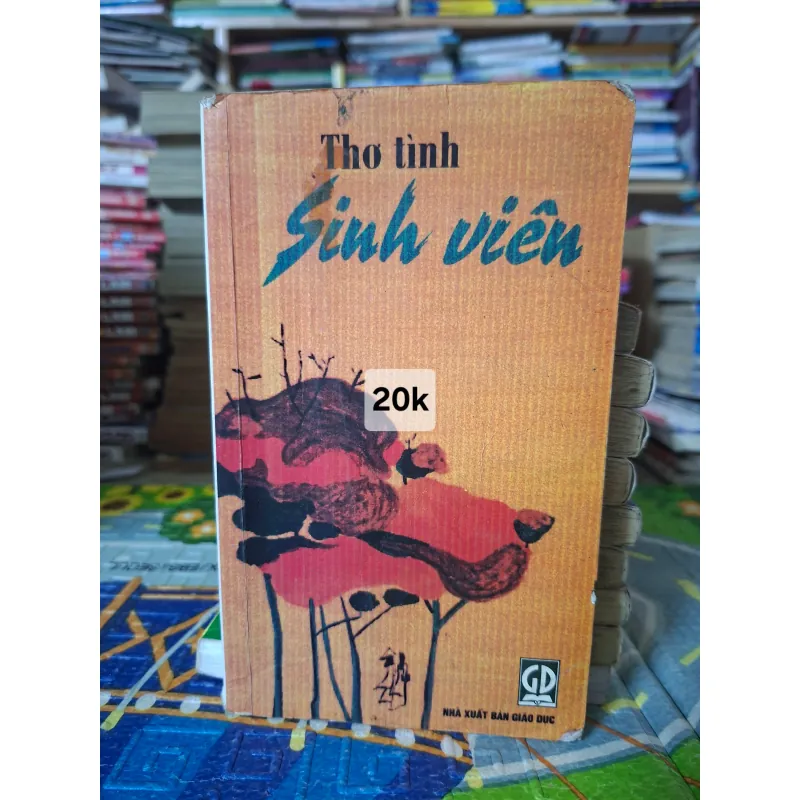 Thơ tình
Sinh viên
20k
GD
NHÀ XUẤT BẢN GIÁO DỤC